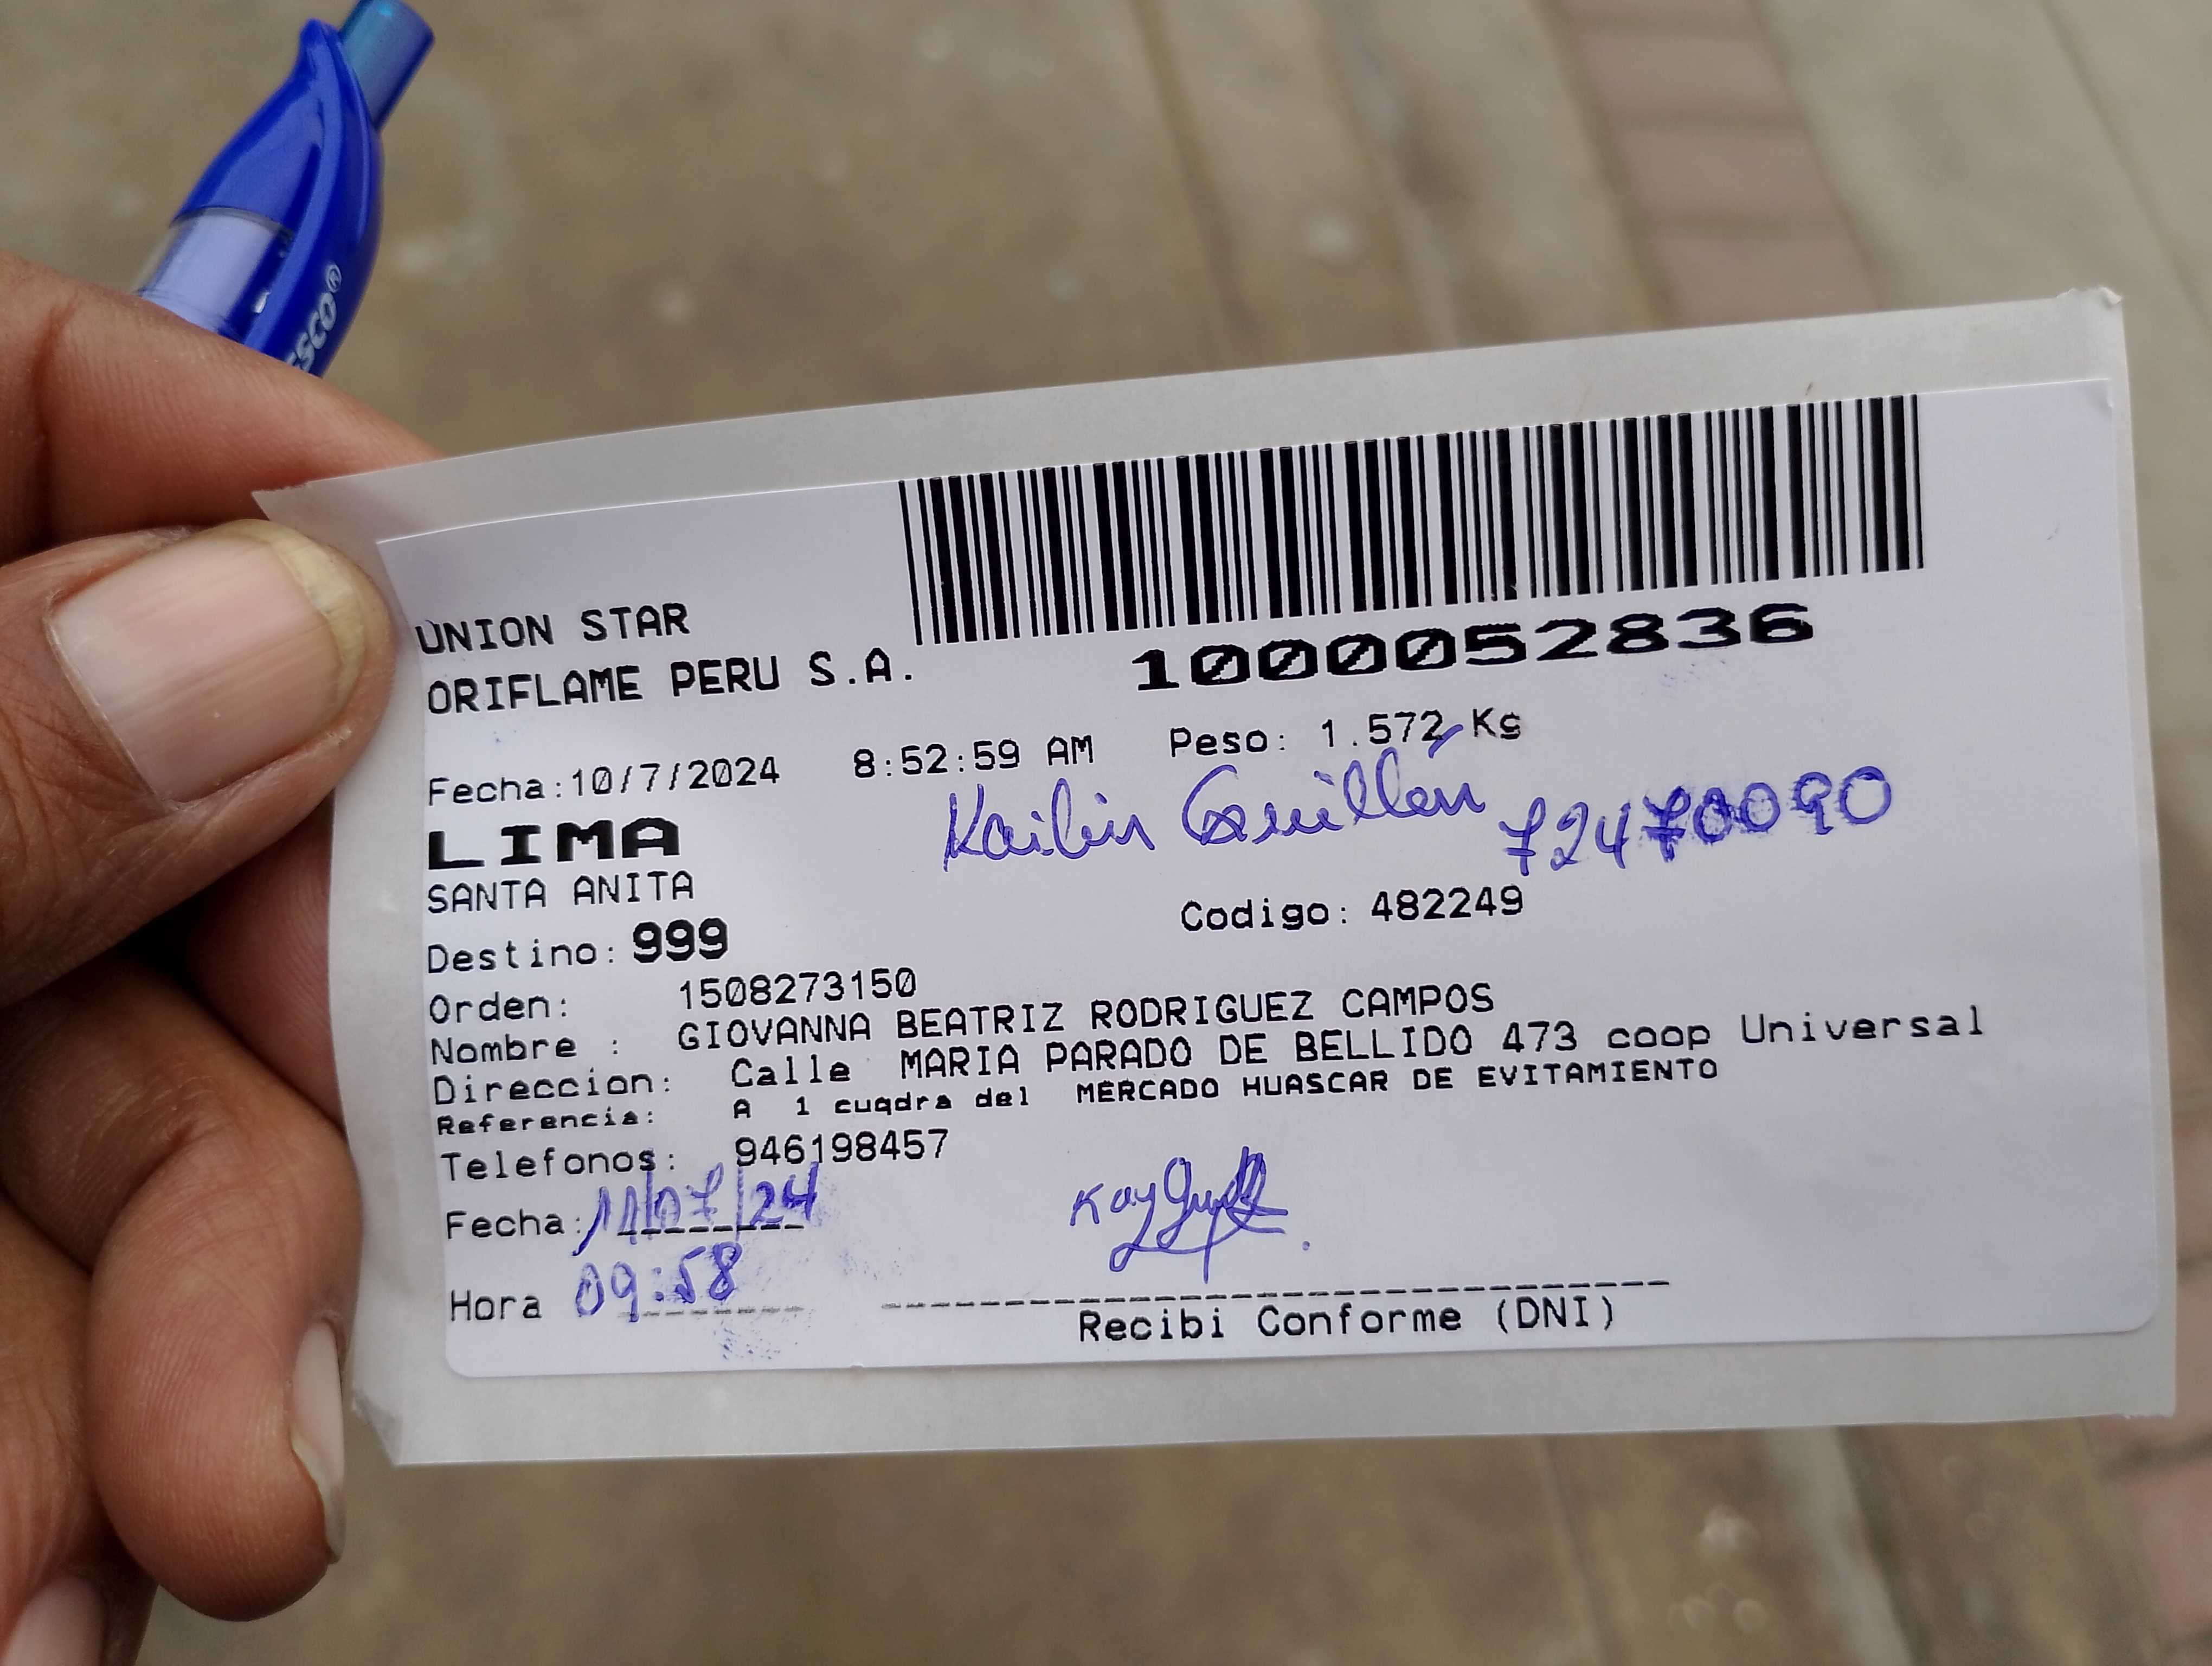 SCO®
UNION STAR
ORIFLAME PERU S.A.
1000052836
Fecha:10/7/2024 8:52:59 AM Peso: 1.572 Kg
Kailin Guillen 72470090
LIMA
SANTA ANITA
Destino: 999 Codigo: 482249
Orden: 1508273150
Nombre : GIOVANNA BEATRIZ RODRIGUEZ CAMPOS
Direccion: Calle MARIA PARADO DE BELLIDO 473 coop Universal
Referencia: A 1 cuqdra del MERCADO HUASCAR DE EVITAMIENTO
Telefonos: 946198457
Fecha: 11/07/24
Hora 09:58
Recibi Conforme (DNI)